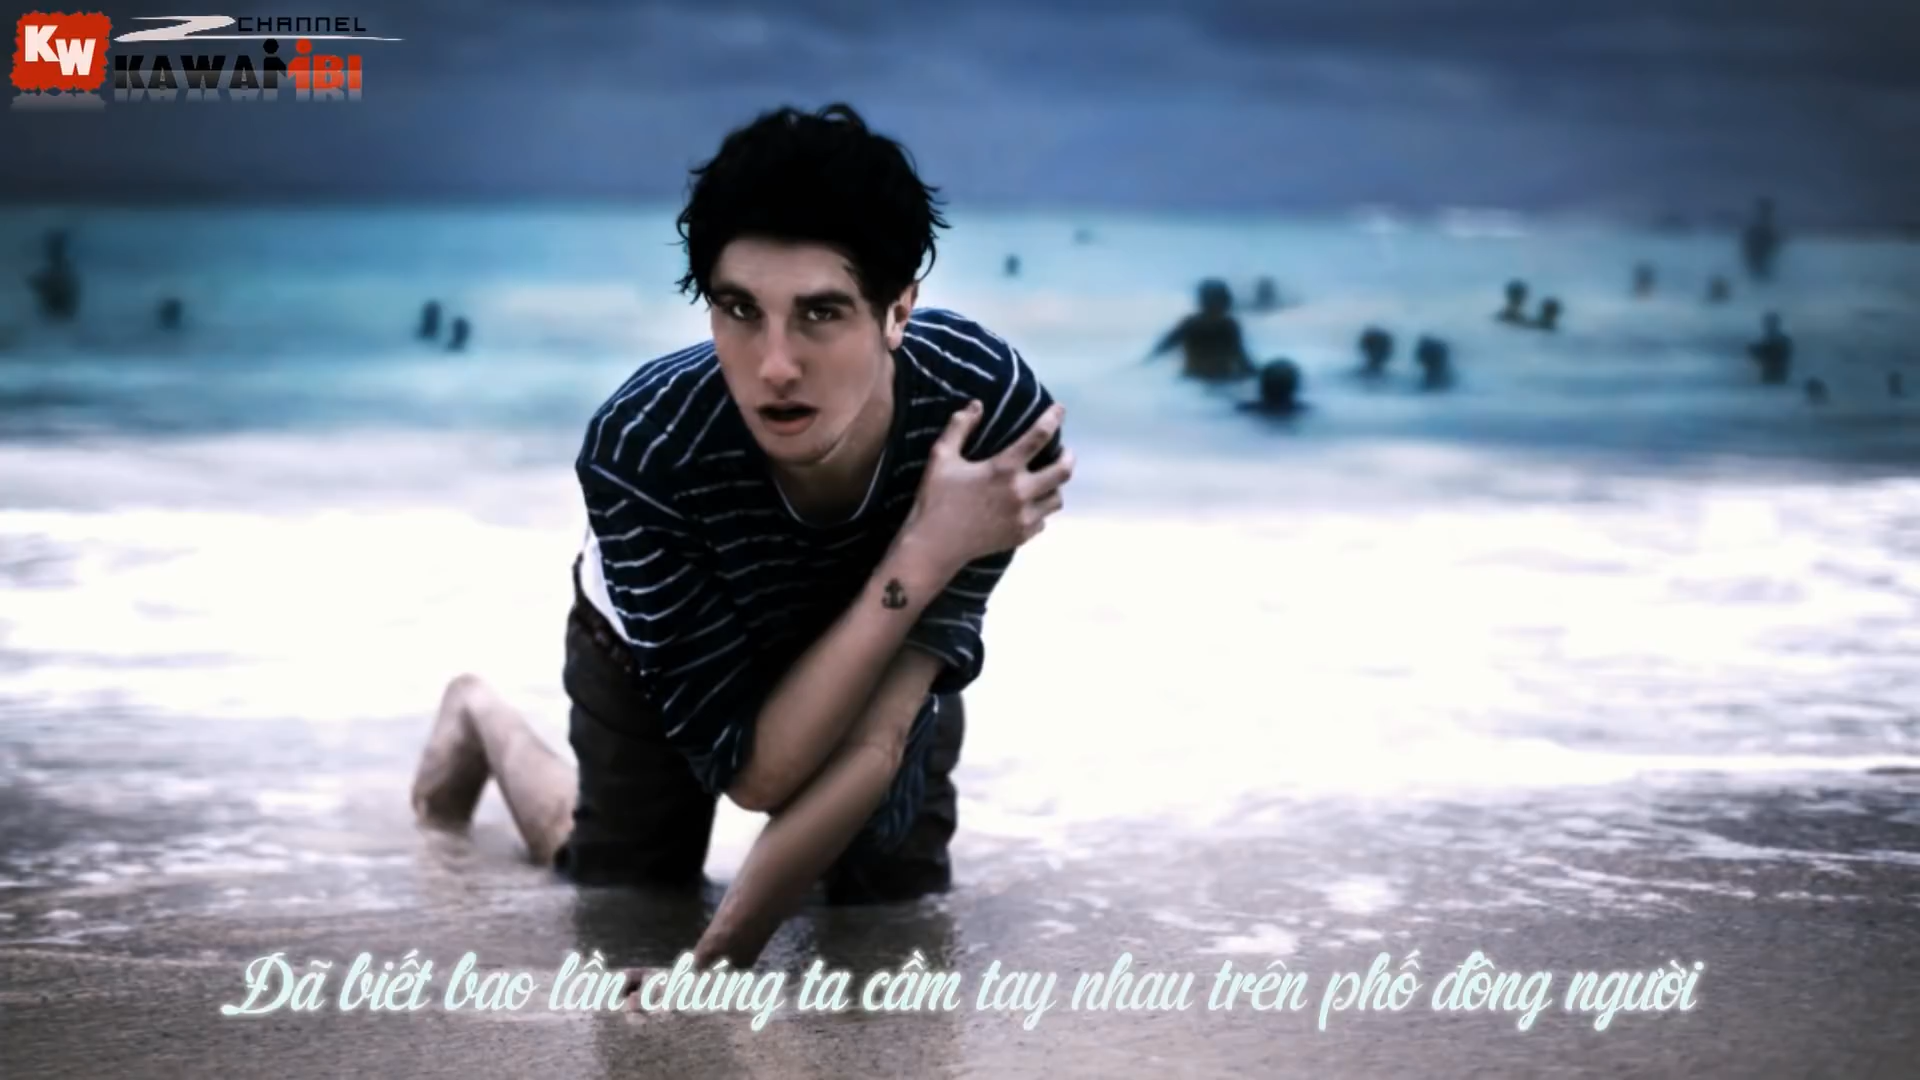 KW
CHANNEL
KAWAIIBI
Đã biết bao lần chúng ta cầm tay nhau trên phố đông người